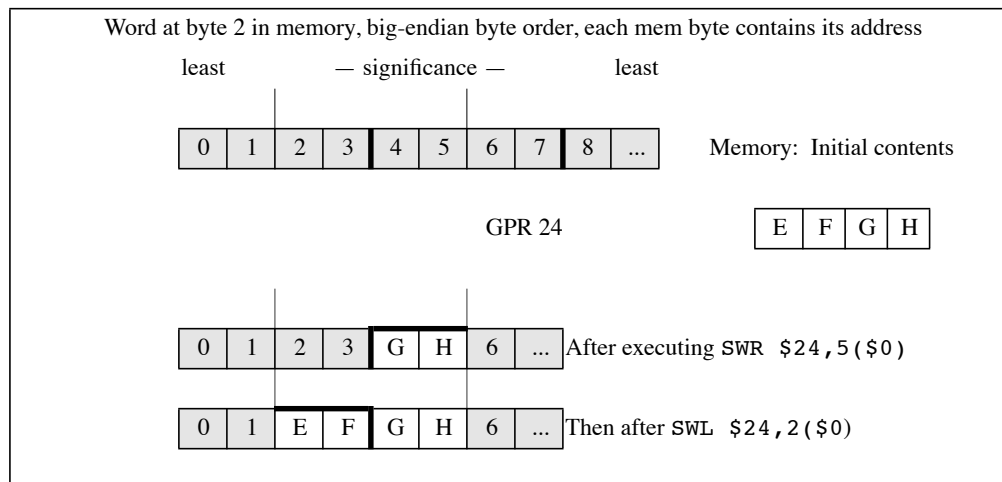 Word at byte 2 in memory, big-endian byte order, each mem byte contains its address
least — significance — least
0 1 2 3 4 5 6 7 8 ... Memory: Initial contents
GPR 24 E F G H
0 1 2 3 G H 6 ... After executing SWR $24,5($0)
0 1 E F G H 6 ... Then after SWL $24,2($0)